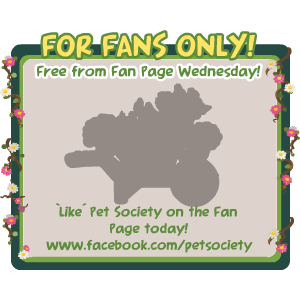 FOR FANS ONLY!
Free from Fan Page Wednesday!
`Like´ Pet Society on the Fan
Page today!
www.facebook.com/petsociety